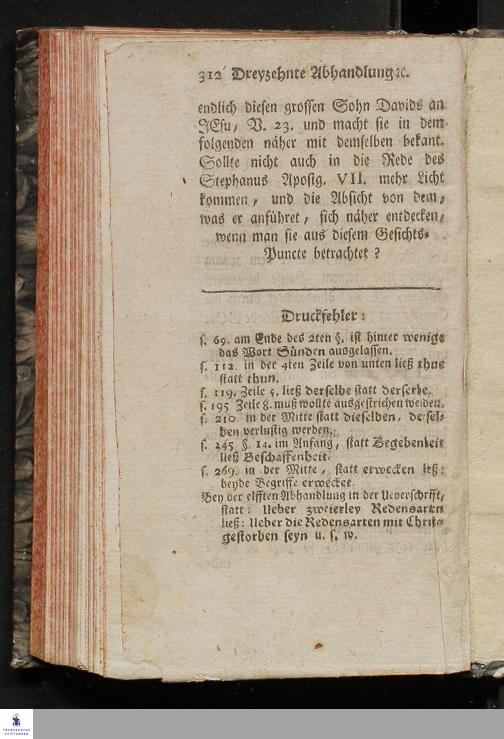 312 Dreyzehnte Abhandlung ꝛc.
endlich diesen grossen Sohn Davids an
JEsu, V. 23. und macht sie in dem
folgenden näher mit demselben bekant.
Sollte nicht auch in die Rede des
Stephanus Apostg. VII. mehr Licht
kommen, und die Absicht von dem,
was er anführet, sich näher entdecken,
wenn man sie aus diesem Gesichts-
Puncte betrachtet?
Druckfehler:
s. 69. am Ende des 2ten §. ist hinter wenige
das Wort Sünden ausgelassen.
s. 112. in der 4ten Zeile von unten ließ thue
statt thun.
s. 119. Zeile 5. ließ derselbe statt derserbe.
s. 195 Zeile 8. muß wollte ausgestrichen werden.
s. 210 in der Mitte statt dieselben, dessel-
ben verlustig werden.
s. 245 §. 14. im Anfang, statt Begebenheit
ließ Beschaffenheit.
s. 269. in der Mitte, statt erwecken ließ:
beyde Begriffe erwecket.
Bey der elfften Abhandlung in der Ueberschrift,
statt: Ueber zweierley Redensarten
ließ: Ueber die Redensarten mit Christo
gestorben seyn u. s. w.
FRANCKESCHE
STIFTUNGEN